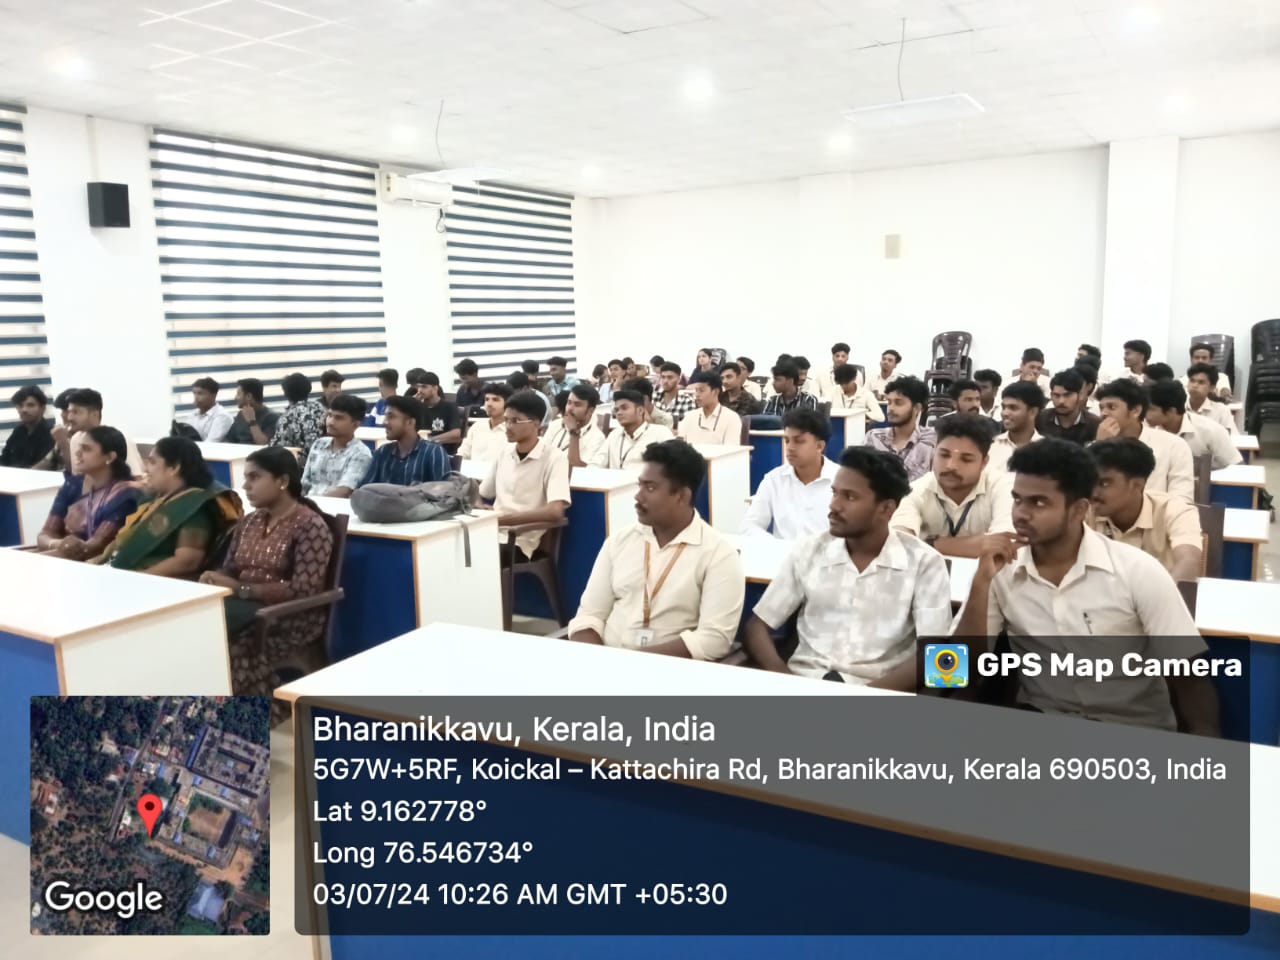 GPS Map Camera
Bharanikkavu, Kerala, India
5G7W+5RF, Koickal – Kattachira Rd, Bharanikkavu, Kerala 690503, India
Lat 9.162778°
Long 76.546734°
03/07/24 10:26 AM GMT +05:30
Google